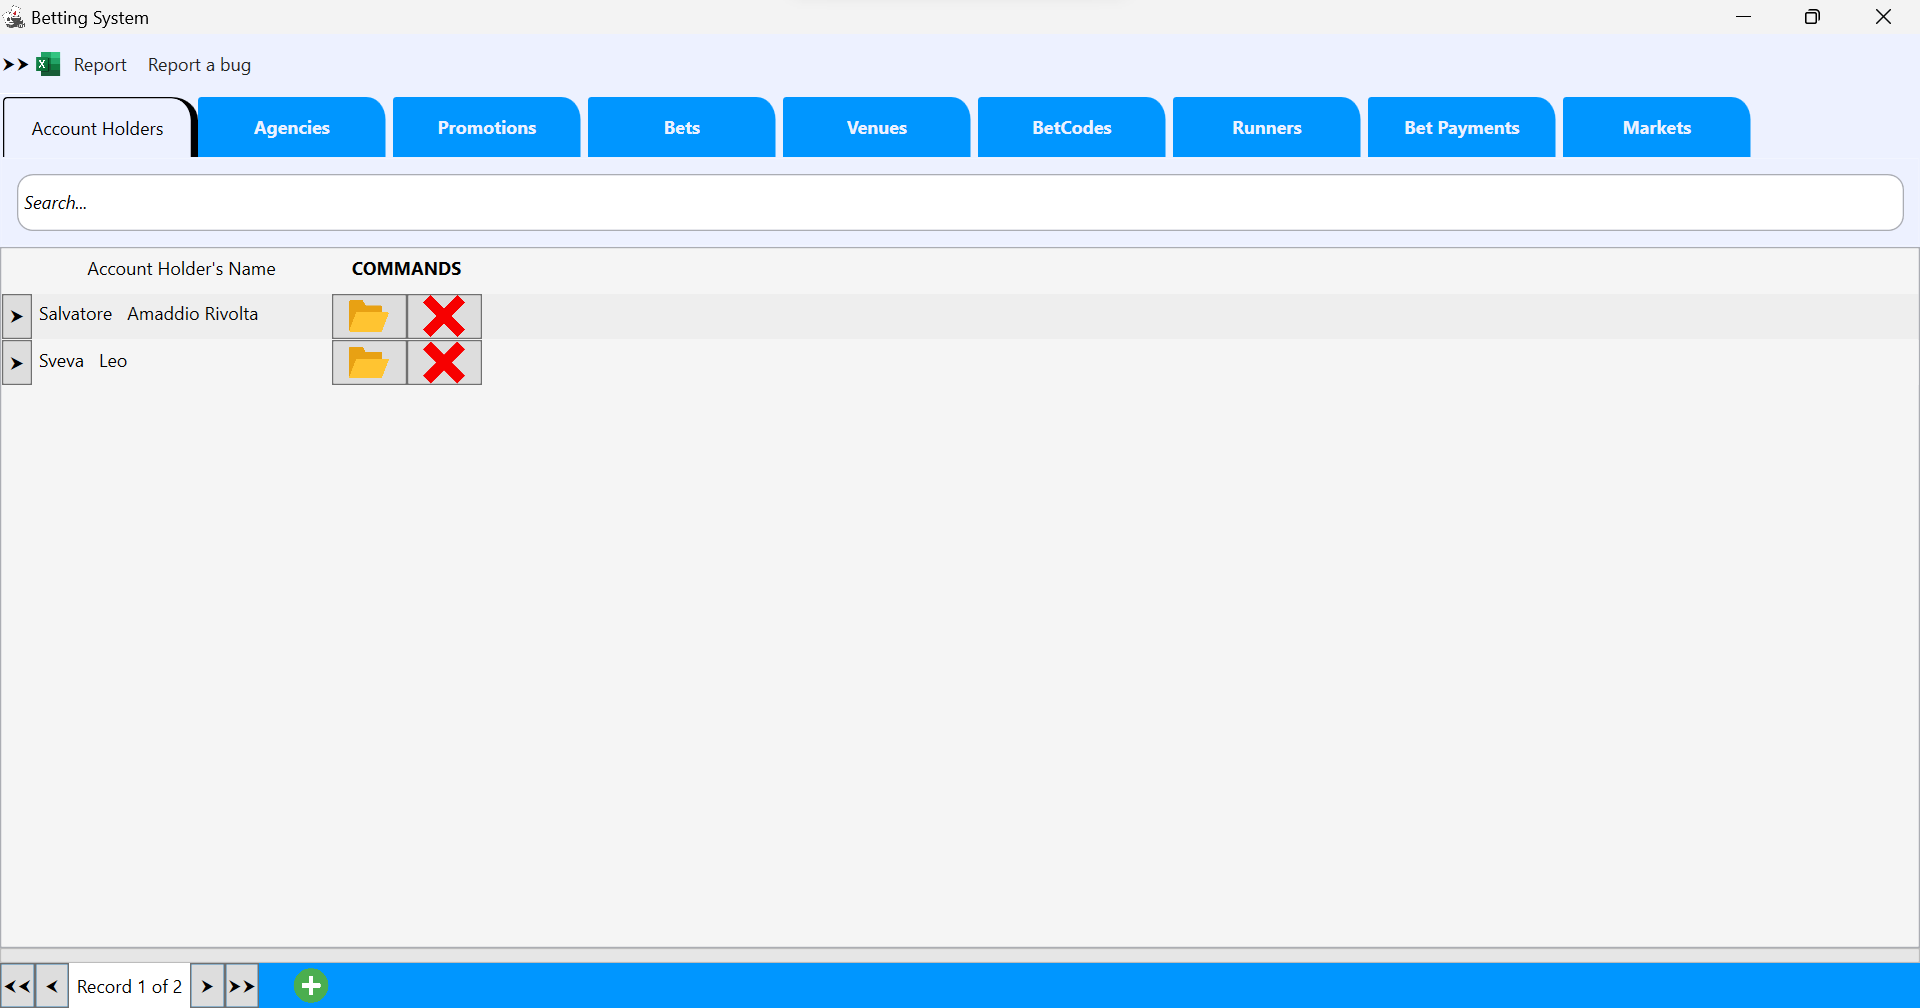 Betting System
Report Report a bug
Account Holders Agencies Promotions Bets Venues BetCodes Runners Bet Payments Markets
Search...
Account Holder's Name COMMANDS
Salvatore Amaddio Rivolta
Sveva Leo
Record 1 of 2